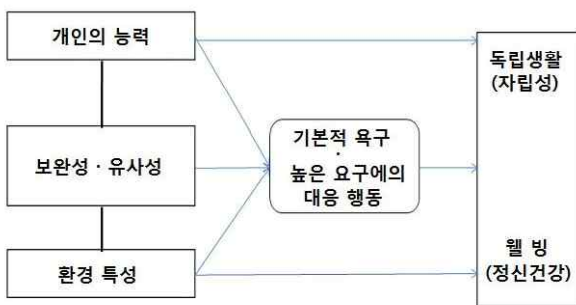 개인의 능력
보완성 · 유사성
환경 특성
기본적 욕구
·
높은 요구에의
대응 행동
독립생활
(자립성)
웰 빙
(정신건강)